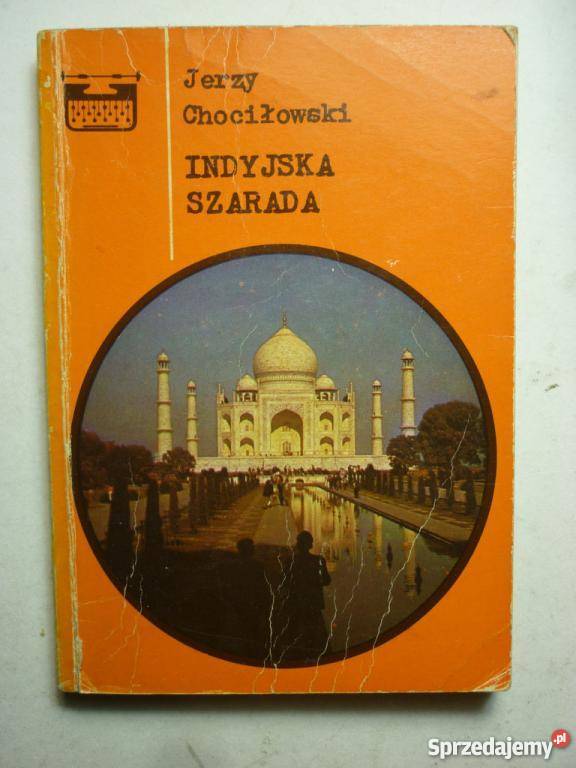 Jerzy
Chociłowski
INDYJSKA
SZARADA
Sprzedajemy.pl